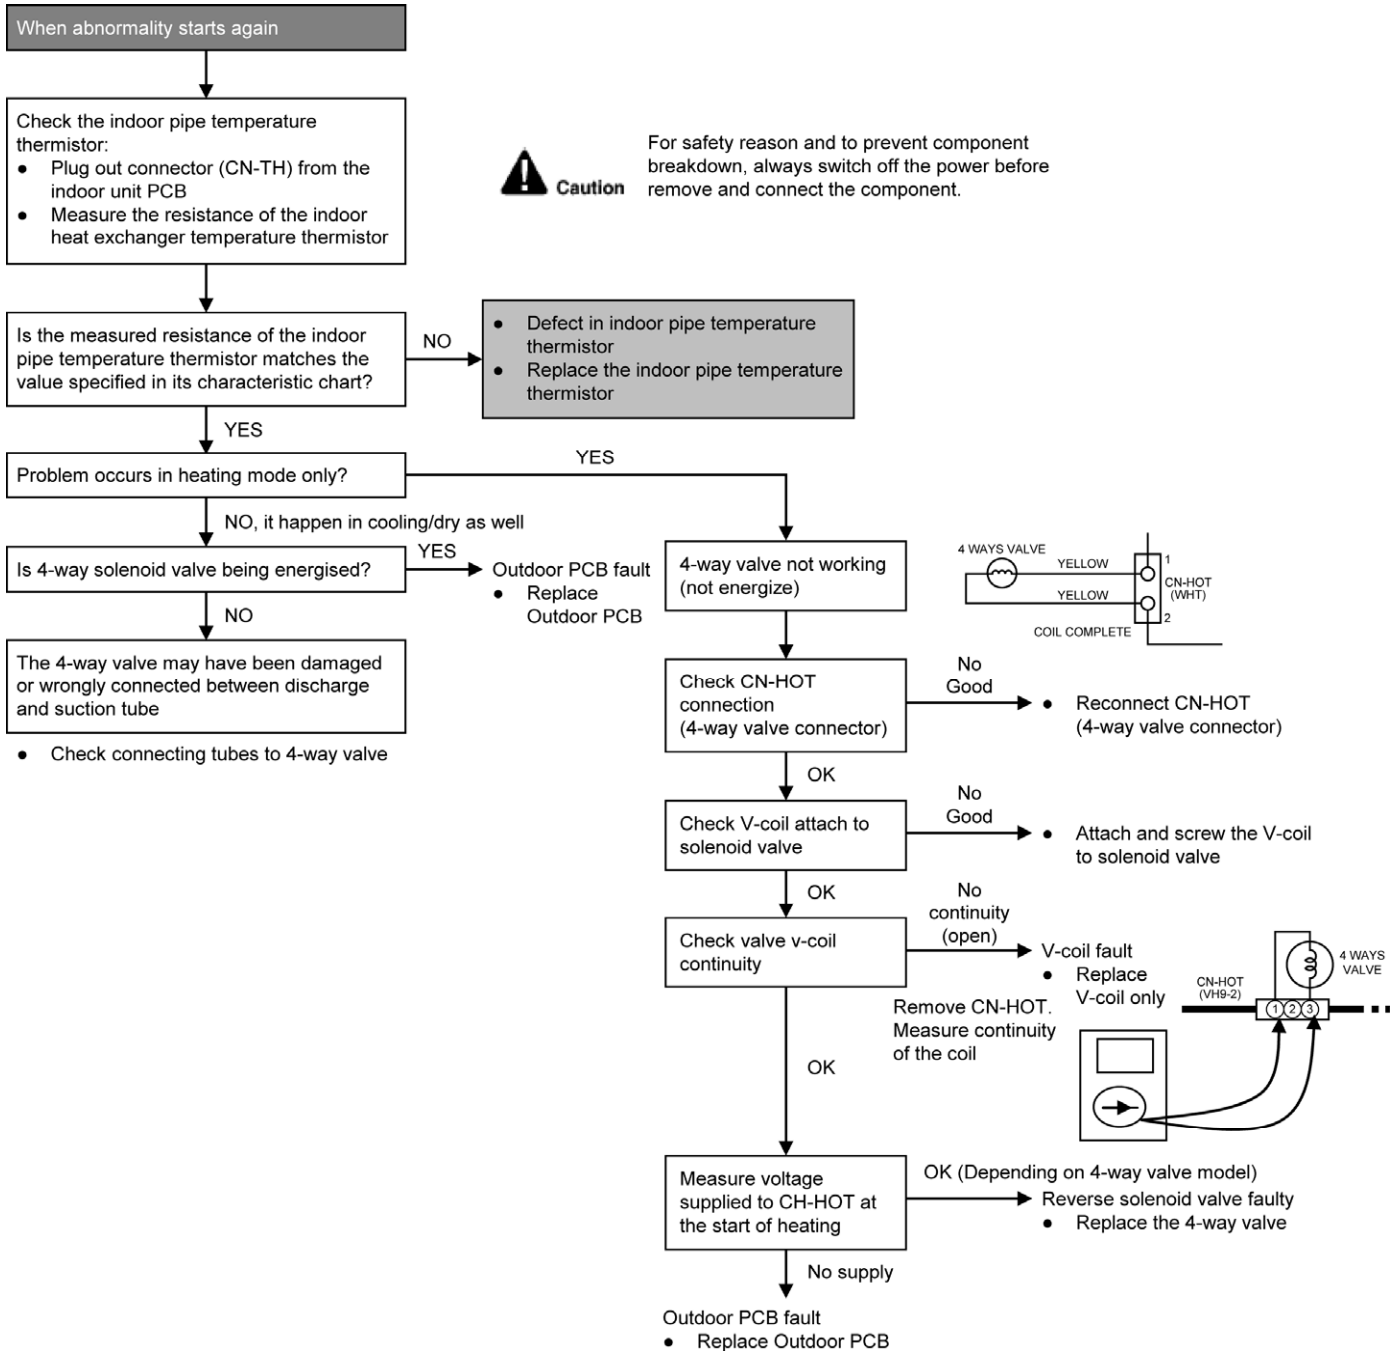 When abnormality starts again
Check the indoor pipe temperature
thermistor:
● Plug out connector (CN-TH) from the
indoor unit PCB
● Measure the resistance of the indoor
heat exchanger temperature thermistor
Caution
For safety reason and to prevent component
breakdown, always switch off the power before
remove and connect the component.
Is the measured resistance of the indoor
pipe temperature thermistor matches the
value specified in its characteristic chart?
NO
● Defect in indoor pipe temperature
thermistor
● Replace the indoor pipe temperature
thermistor
YES
Problem occurs in heating mode only?
YES
NO, it happen in cooling/dry as well
Is 4-way solenoid valve being energised?
YES
Outdoor PCB fault
● Replace
Outdoor PCB
NO
The 4-way valve may have been damaged
or wrongly connected between discharge
and suction tube
● Check connecting tubes to 4-way valve
4-way valve not working
(not energize)
4 WAYS VALVE
YELLOW
YELLOW
1
CN-HOT
(WHT)
2
COIL COMPLETE
Check CN-HOT
connection
(4-way valve connector)
No
Good
● Reconnect CN-HOT
(4-way valve connector)
OK
Check V-coil attach to
solenoid valve
No
Good
● Attach and screw the V-coil
to solenoid valve
OK
Check valve v-coil
continuity
No
continuity
(open)
V-coil fault
● Replace
V-coil only
Remove CN-HOT.
Measure continuity
of the coil
CN-HOT
(VH9-2)
4 WAYS
VALVE
1 2 3
OK
Measure voltage
supplied to CH-HOT at
the start of heating
OK (Depending on 4-way valve model)
Reverse solenoid valve faulty
● Replace the 4-way valve
No supply
Outdoor PCB fault
● Replace Outdoor PCB